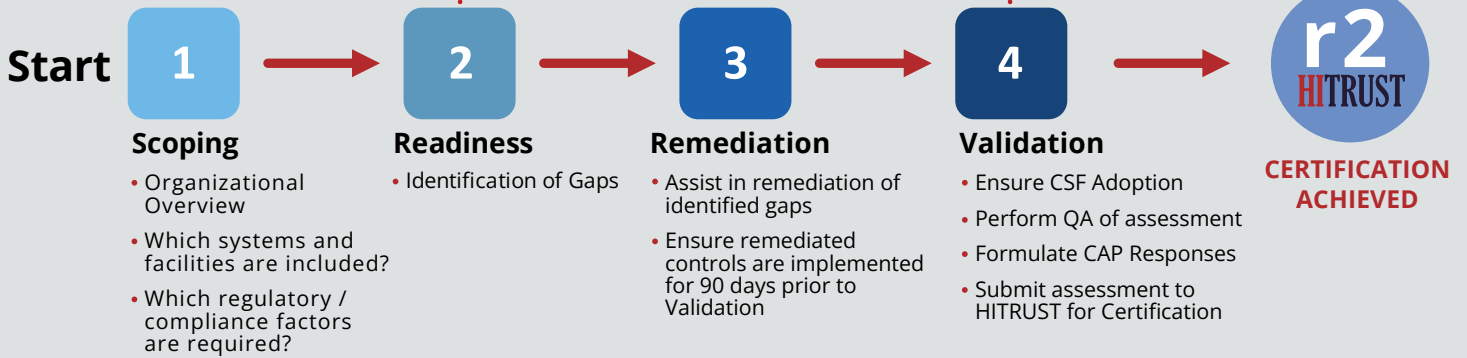 Start
1
2
3
4
r2
HITRUST
CERTIFICATION
ACHIEVED
Scoping
• Organizational
Overview
• Which systems and
facilities are included?
• Which regulatory /
compliance factors
are required?
Readiness
• Identification of Gaps
Remediation
• Assist in remediation of
identified gaps
• Ensure remediated
controls are implemented
for 90 days prior to
Validation
Validation
• Ensure CSF Adoption
• Perform QA of assessment
• Formulate CAP Responses
• Submit assessment to
HITRUST for Certification